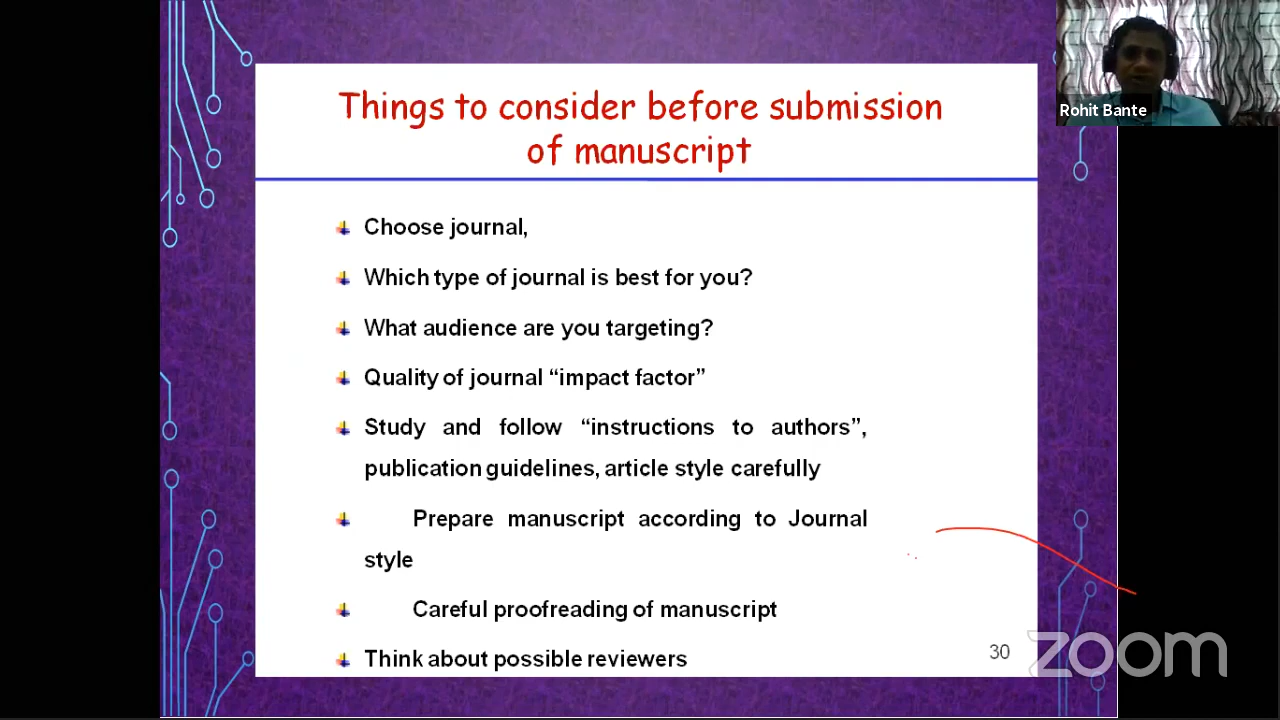 Things to consider before submission
of manuscript
Rohit Bante
Choose journal,
Which type of journal is best for you?
What audience are you targeting?
Quality of journal “impact factor”
Study and follow “instructions to authors”,
publication guidelines, article style carefully
Prepare manuscript according to Journal
style
Careful proofreading of manuscript
Think about possible reviewers
30
zoom